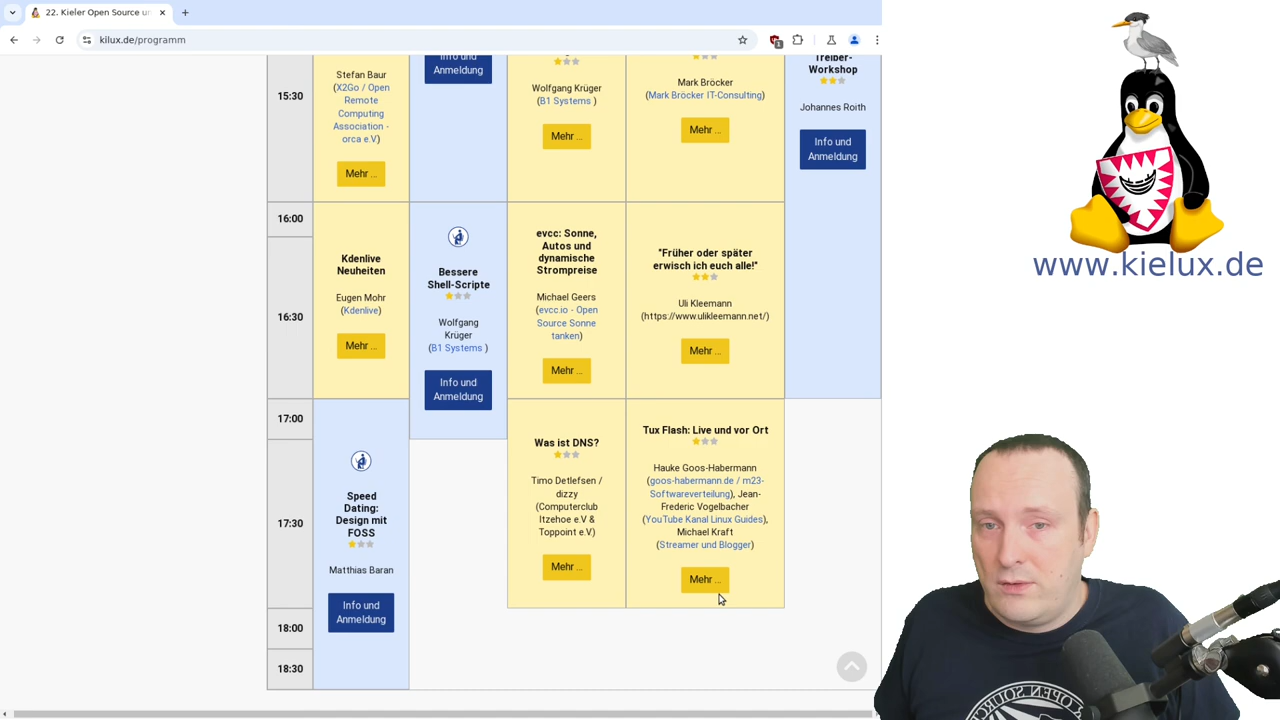 22. Kieler Open Source u
kilux.de/programm
1
15:30
Stefan Baur
(X2Go / Open
Remote
Computing
Association -
orca e.V)
Mehr ...
Info und
Anmeldung
Wolfgang Krüger
(B1 Systems )
Mehr ...
Mark Bröcker
(Mark Bröcker IT-Consulting)
Mehr ...
Treiber-
Workshop
Johannes Roith
Info und
Anmeldung
16:00
16:30
Kdenlive
Neuheiten
Eugen Mohr
(Kdenlive)
Mehr ...
Bessere
Shell-Scripte
Wolfgang
Krüger
(B1 Systems )
Info und
Anmeldung
evcc: Sonne,
Autos und
dynamische
Strompreise
Michael Geers
(evcc.io - Open
Source Sonne
tanken)
Mehr ...
"Früher oder später
erwisch ich euch alle!"
Uli Kleemann
(https://www.ulikleemann.net/)
Mehr ...
17:00
17:30
18:00
18:30
Speed
Dating:
Design mit
FOSS
Matthias Baran
Info und
Anmeldung
Was ist DNS?
Timo Detlefsen /
dizzy
(Computerclub
Itzehoe e.V &
Toppoint e.V)
Mehr ...
Tux Flash: Live und vor Ort
Hauke Goos-Habermann
(goos-habermann.de / m23-
Softwareverteilung), Jean-
Frederic Vogelbacher
(YouTube Kanal Linux Guides),
Michael Kraft
(Streamer und Blogger)
Mehr ...
www.kielux.de